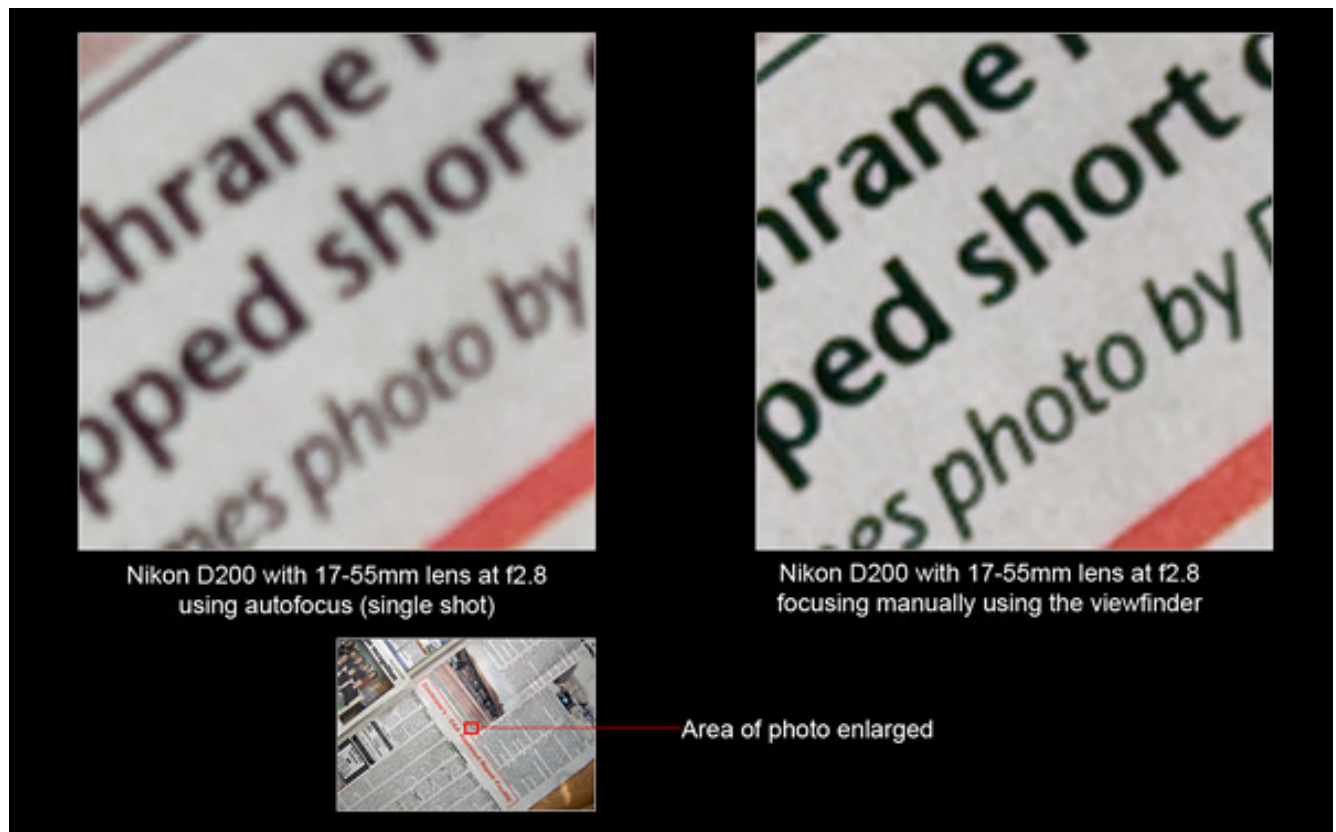 chrane
pped short
nes photo by
Nikon D200 with 17-55mm lens at f2.8
using autofocus (single shot)
hrane
ped short
es photo by
Nikon D200 with 17-55mm lens at f2.8
focusing manually using the viewfinder
Area of photo enlarged